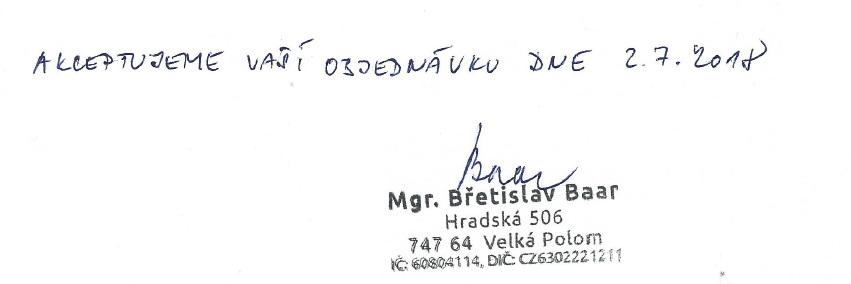 AKCEPTUJEME VAŠÍ OBJEDNÁVKU DNE 2.7.2018
Baar
Mgr. Břetislav Baar
Hradská 506
747 64 Velká Polom
IČ: 60804114, DIČ: CZ6302221211